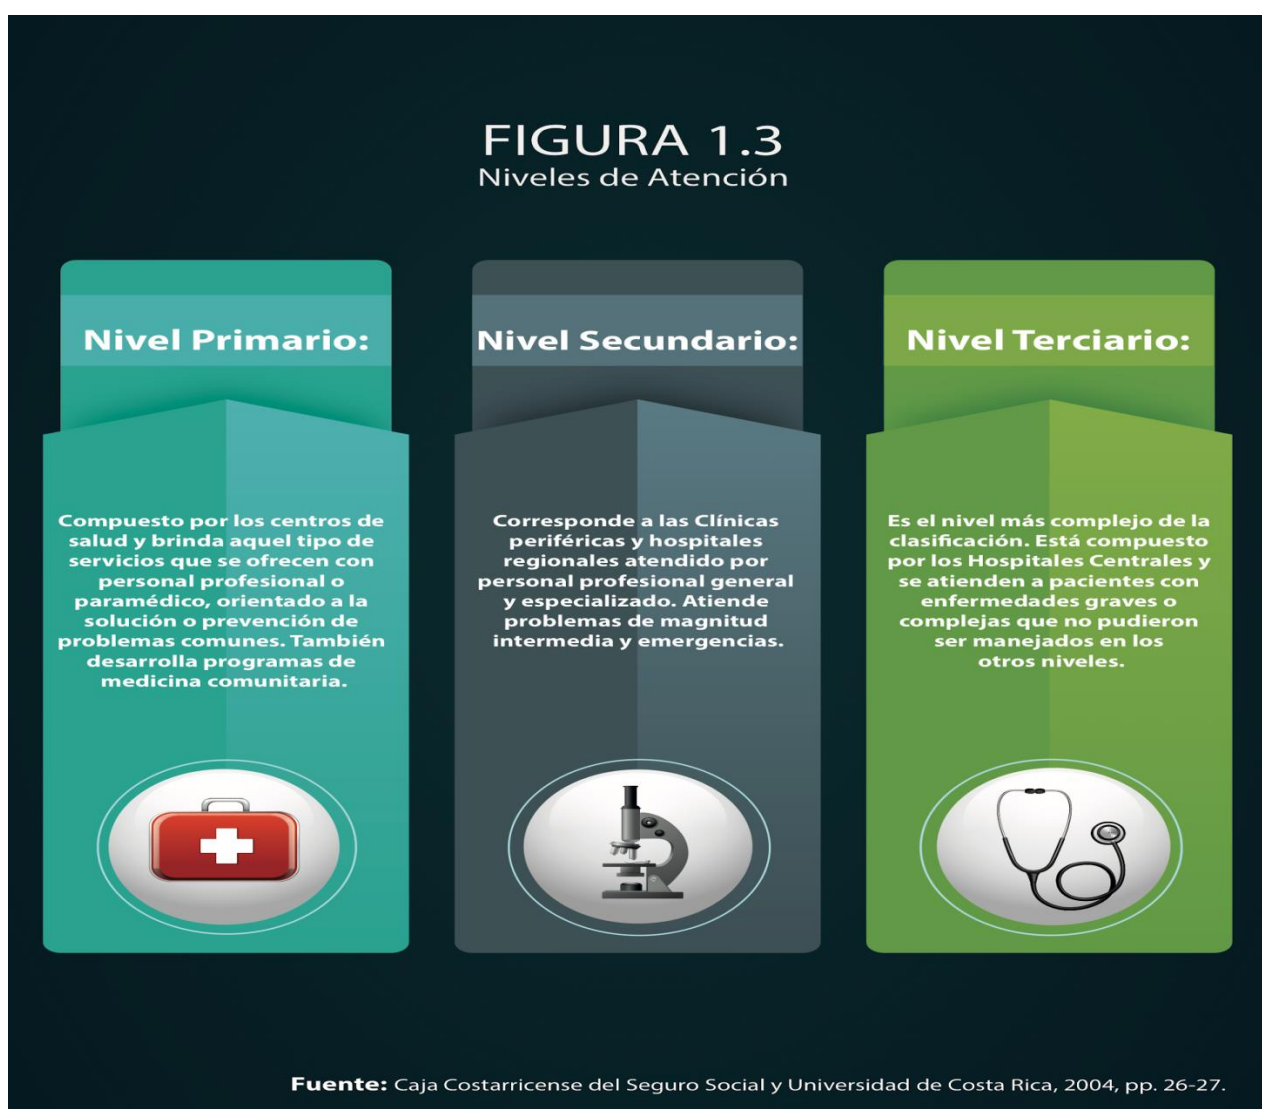 FIGURA 1.3
Niveles de Atención
Nivel Primario:
Compuesto por los centros de
salud y brinda aquel tipo de
servicios que se ofrecen con
personal profesional o
paramédico, orientado a la
solución o prevención de
problemas comunes. También
desarrolla programas de
medicina comunitaria.
Nivel Secundario:
Corresponde a las Clínicas
periféricas y hospitales
regionales atendido por
personal profesional general
y especializado. Atiende
problemas de magnitud
intermedia y emergencias.
Nivel Terciario:
Es el nivel más complejo de la
clasificación. Está compuesto
por los Hospitales Centrales y
se atienden a pacientes con
enfermedades graves o
complejas que no pudieron
ser manejados en los
otros niveles.
Fuente: Caja Costarricense del Seguro Social y Universidad de Costa Rica, 2004, pp. 26-27.